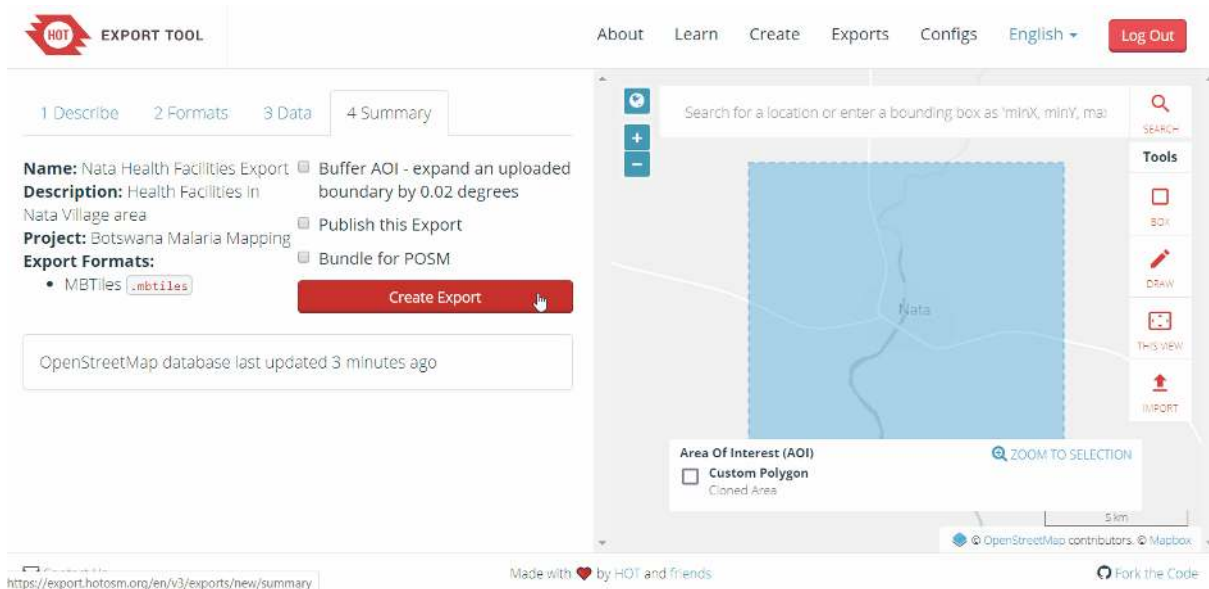 HOT EXPORT TOOL
About Learn Create Exports Configs English Log Out
1 Describe 2 Formats 3 Data 4 Summary
Name: Nata Health Facilities Export
Description: Health Facilities in
Nata Village area
Project: Botswana Malaria Mapping
Export Formats:
• MBTiles .mbtiles
Buffer AOI - expand an uploaded
boundary by 0.02 degrees
Publish this Export
Bundle for POSM
Create Export
OpenStreetMap database last updated 3 minutes ago
Search for a location or enter a bounding box as 'minX, minY, max
SEARCH
Tools
BOX
DRAW
THIS VIEW
IMPORT
Nata
Area Of Interest (AOI)
ZOOM TO SELECTION
Custom Polygon
Cloned Area
5 km
© OpenStreetMap contributors. © Mapbox
https://export.hotosm.org/en/v3/exports/new/summary
Made with by HOT and friends
Fork the Code